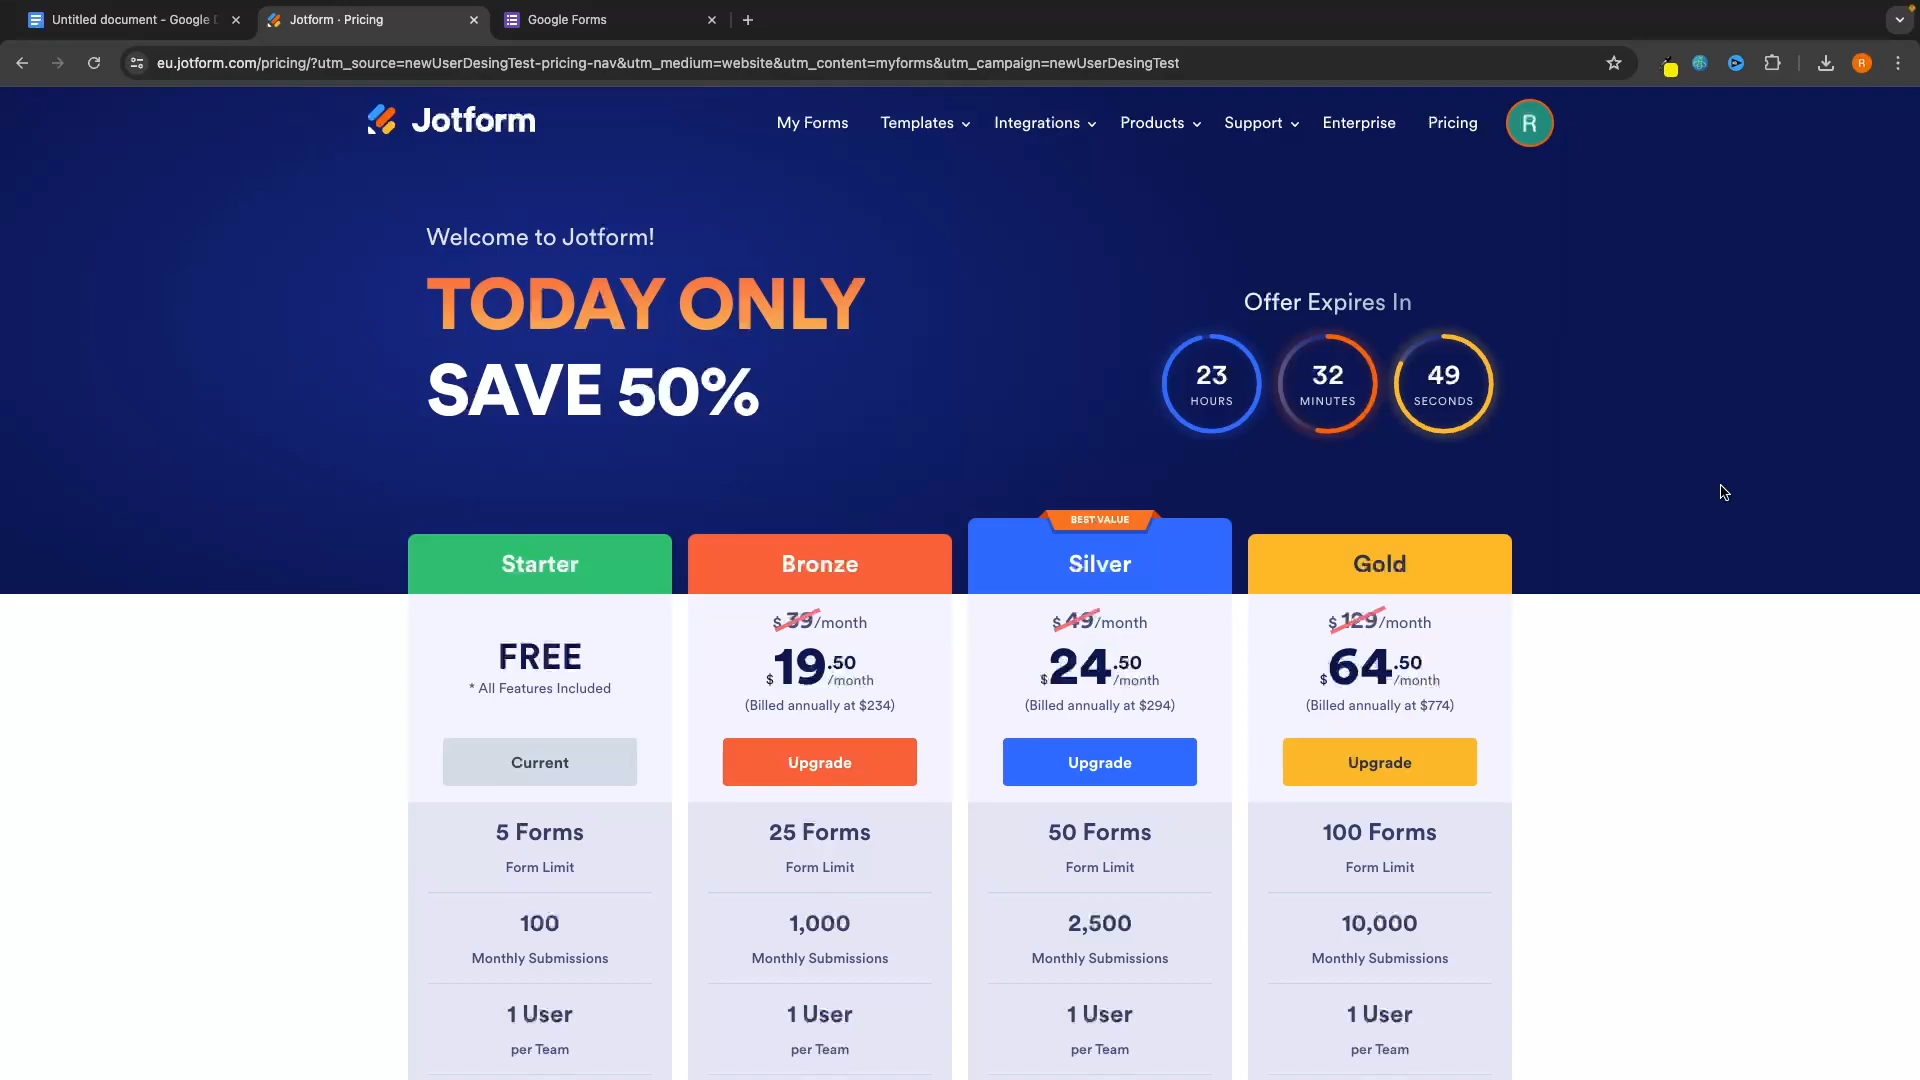 Untitled document - Google D
Jotform · Pricing
Google Forms
eu.jotform.com/pricing/?utm_source=newUserDesingTest-pricing-nav&utm_medium=website&utm_content=myforms&utm_campaign=newUserDesingTest
R
Jotform
My Forms
Templates
Integrations
Products
Support
Enterprise
Pricing
R
Welcome to Jotform!
TODAY ONLY
SAVE 50%
Offer Expires In
23
HOURS
32
MINUTES
49
SECONDS
Starter
FREE
* All Features Included
Current
5 Forms
Form Limit
100
Monthly Submissions
1 User
per Team
Bronze
$ 39/month
$ 19.50 /month
(Billed annually at $234)
Upgrade
25 Forms
Form Limit
1,000
Monthly Submissions
1 User
per Team
BEST VALUE
Silver
$ 49/month
$ 24.50 /month
(Billed annually at $294)
Upgrade
50 Forms
Form Limit
2,500
Monthly Submissions
1 User
per Team
Gold
$ 129/month
$ 64.50 /month
(Billed annually at $774)
Upgrade
100 Forms
Form Limit
10,000
Monthly Submissions
1 User
per Team